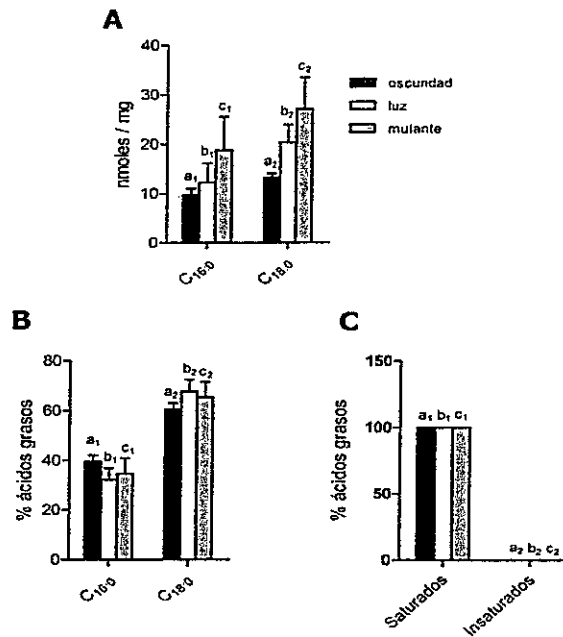 A
nmoles / mg
40
30
20
10
0
a₁
b₁
c₁
a₂
b₂
c₂
C₁₆:₀
C₁₈:₀
oscuridad
luz
mutante
B
% ácidos grasos
80
60
40
20
0
a₁
b₁
c₁
a₂
b₂
c₂
C₁₆:₀
C₁₈:₀
C
% ácidos grasos
150
100
50
0
a₁ b₁ c₁
a₂ b₂ c₂
Saturados
Insaturados